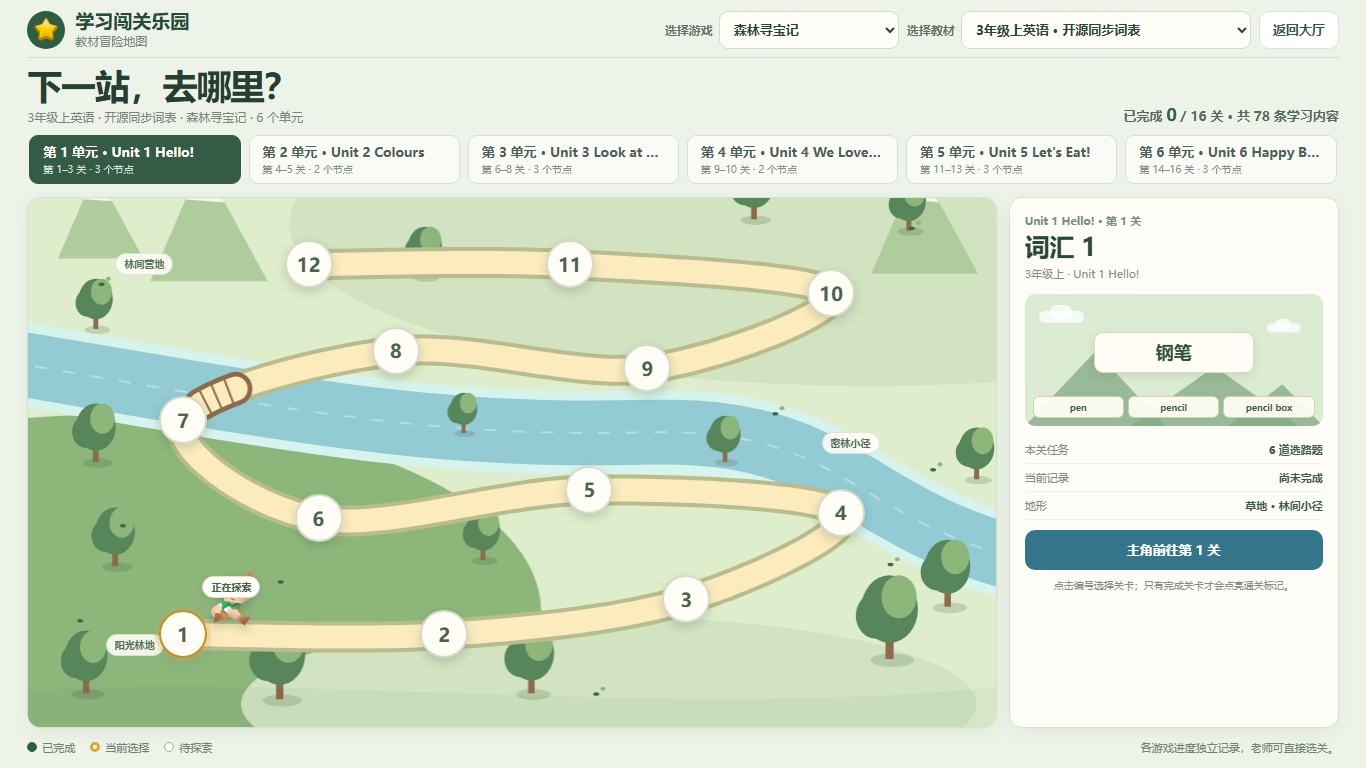 学习闯关乐园
教材冒险地图
选择游戏
森林寻宝记
选择教材
3年级上英语 • 开源同步词表
返回大厅
下一站，去哪里？
3年级上英语 · 开源同步词表 · 森林寻宝记 · 6 个单元
已完成 0 / 16 关 • 共 78 条学习内容
第 1 单元 • Unit 1 Hello!
第 1–3 关 · 3 个节点
第 2 单元 • Unit 2 Colours
第 4–5 关 · 2 个节点
第 3 单元 • Unit 3 Look at ...
第 6–8 关 · 3 个节点
第 4 单元 • Unit 4 We Love...
第 9–10 关 · 2 个节点
第 5 单元 • Unit 5 Let's Eat!
第 11–13 关 · 3 个节点
第 6 单元 • Unit 6 Happy B...
第 14–16 关 · 3 个节点
林间营地
12
11
10
8
9
7
密林小径
5
6
4
正在探索
3
1
2
阳光林地
Unit 1 Hello! • 第 1 关
词汇 1
3年级上 · Unit 1 Hello!
钢笔
pen
pencil
pencil box
本关任务
6 道选路题
当前记录
尚未完成
地形
草地 • 林间小径
主角前往第 1 关
点击编号选择关卡；只有完成关卡才会点亮通关标记。
已完成
当前选择
待探索
各游戏进度独立记录，老师可直接选关。